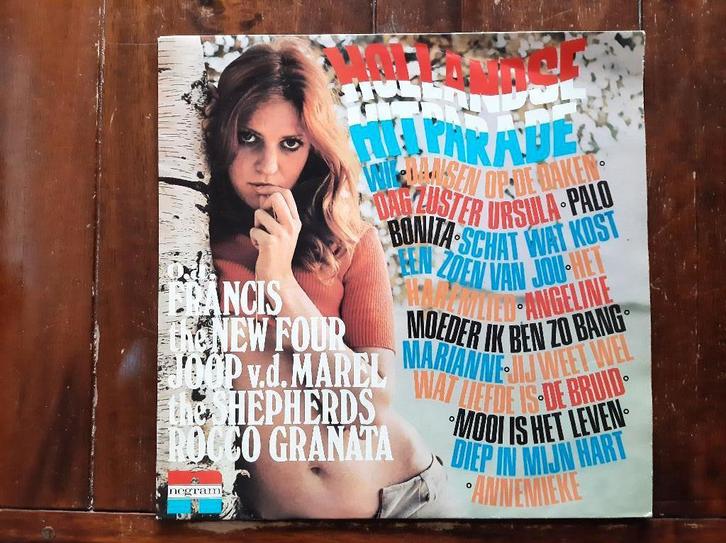 HOLLANDSE
HITPARADE
WIL◦DANSEN OP DE DAKEN◦
DAG ZUSTER URSULA◦PALO
BONITA◦SCHAT WAT KOST
EEN ZOEN VAN JOU◦HET
HAREMLIED◦ANGELINE
MOEDER IK BEN ZO BANG◦
MARIANNE◦JIJ WEET WEL
WAT LIEFDE IS◦DE BRUID◦
◦MOOI IS HET LEVEN◦
DIEP IN MIJN HART
◦ANNEMIEKE
o.a.
FRANCIS
the NEW FOUR
JOOP v.d. MAREL
the SHEPHERDS
ROCCO GRANATA
negram